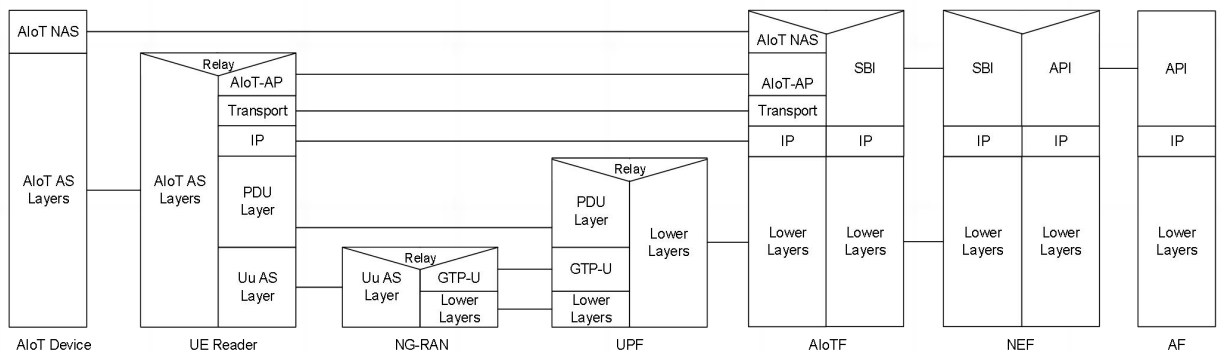 AIoT NAS
AIoT AS
Layers
AIoT Device
Relay
AIoT AS
Layers
AIoT-AP
Transport
IP
PDU
Layer
Uu AS
Layer
UE Reader
Relay
Uu AS
Layer
GTP-U
Lower
Layers
NG-RAN
Relay
PDU
Layer
GTP-U
Lower
Layers
Lower
Layers
UPF
AIoT NAS
AIoT-AP
Transport
IP
Lower
Layers
SBI
IP
Lower
Layers
AIoTF
SBI
IP
Lower
Layers
API
IP
Lower
Layers
NEF
API
IP
Lower
Layers
AF